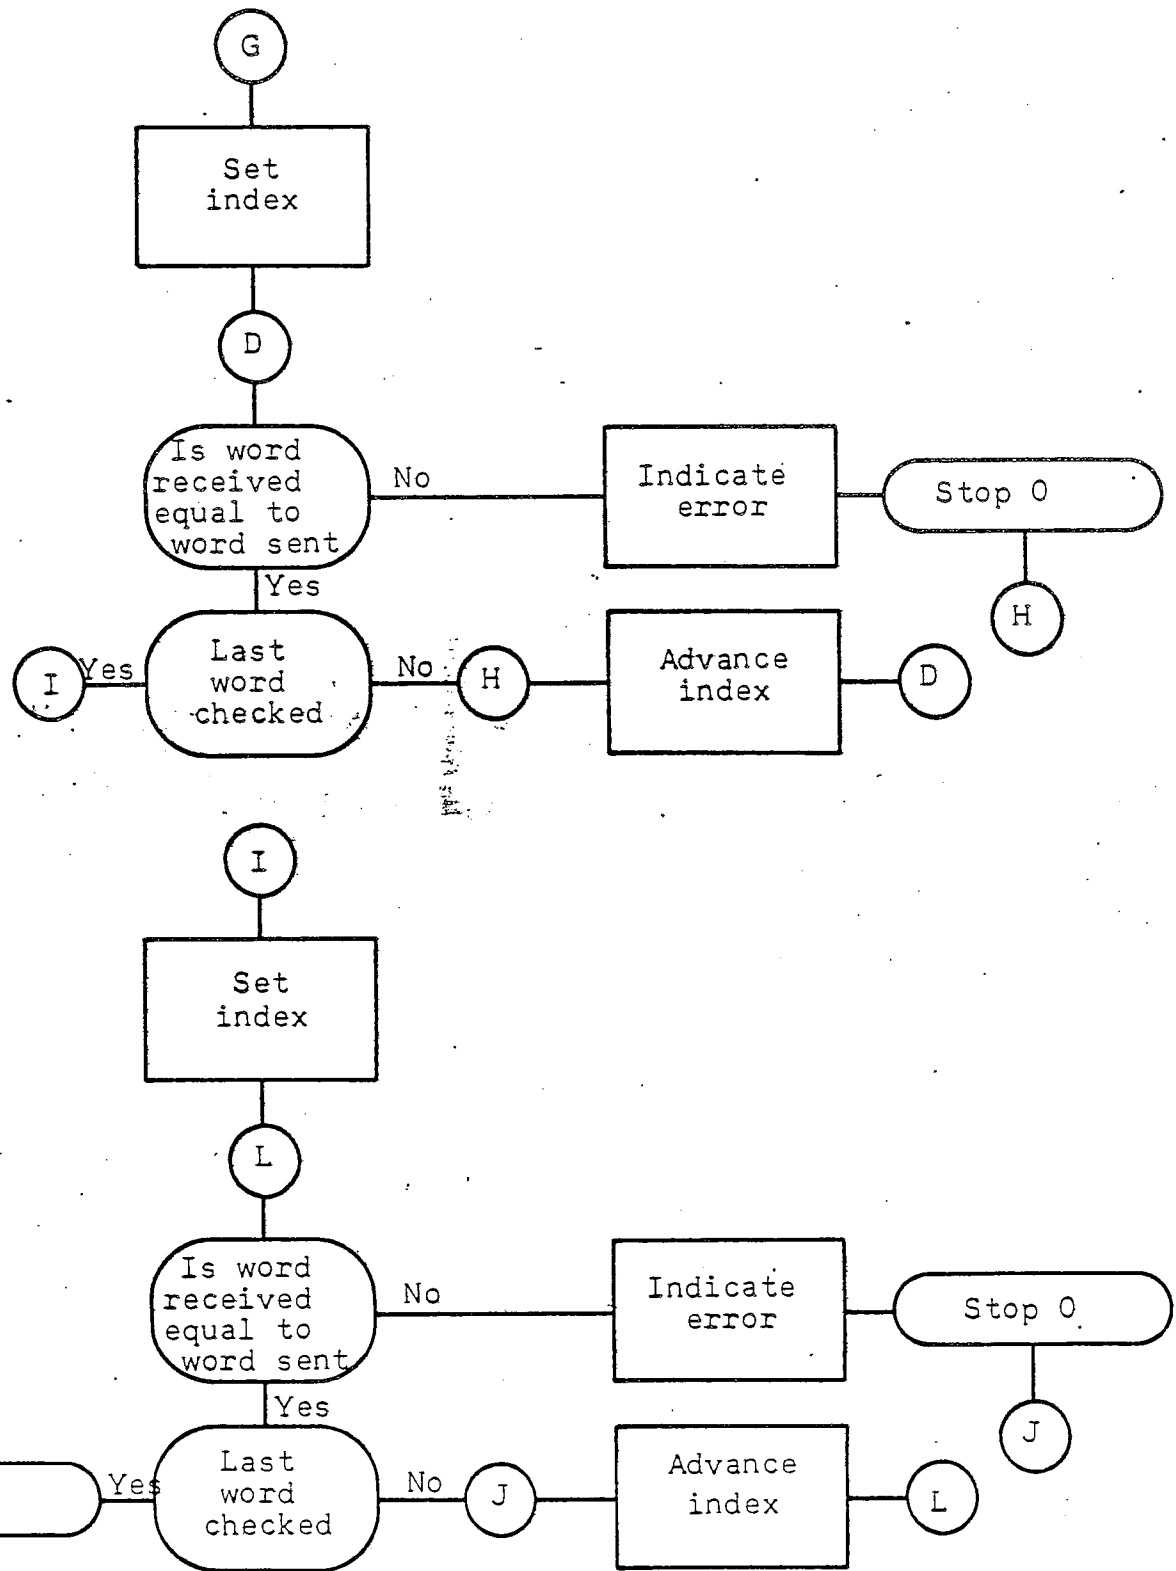 G
Set
index
D
Is word
received
equal to
word sent
No
Indicate
error
Stop 0
H
Yes
I
Yes
Last
word
checked
No
H
Advance
index
D
I
Set
index
L
Is word
received
equal to
word sent
No
Indicate
error
Stop 0
J
Yes
Yes
Last
word
checked
No
J
Advance
index
L